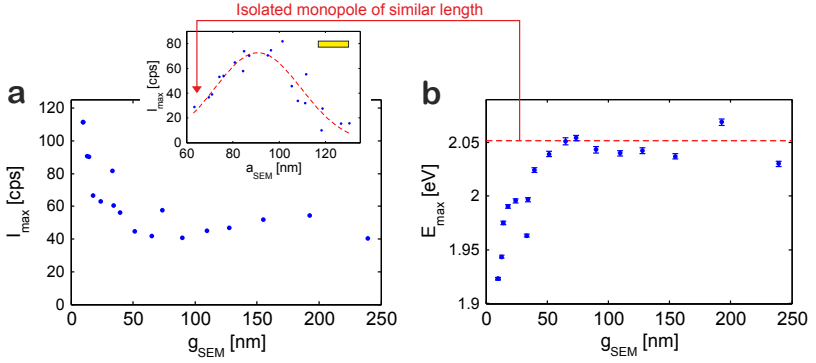 Isolated monopole of similar length
a
I_max [cps]
80
60
40
20
0
60 80 100 120
a_SEM [nm]
120
100
80
60
40
20
0
I_max [cps]
0 50 100 150 200 250
g_SEM [nm]
b
2.05
2
1.95
1.9
E_max [eV]
0 50 100 150 200 250
g_SEM [nm]